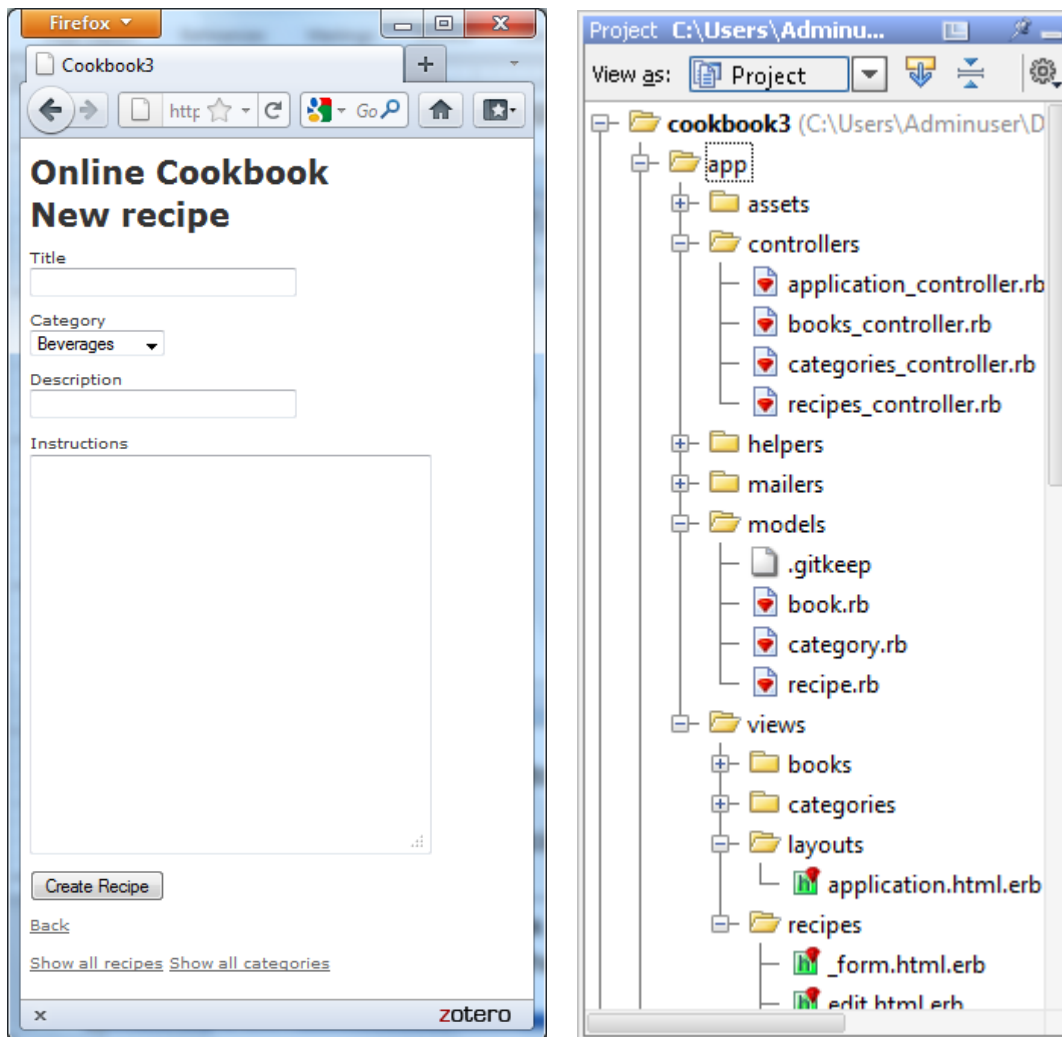 Firefox
Cookbook3
http
Go
Online Cookbook
New recipe
Title
Category
Beverages
Description
Instructions
Create Recipe
Back
Show all recipes Show all categories
x
zotero
Project C:\Users\Adminu...
View as: Project
cookbook3 (C:\Users\Adminuser\D
app
assets
controllers
application_controller.rb
books_controller.rb
categories_controller.rb
recipes_controller.rb
helpers
mailers
models
.gitkeep
book.rb
category.rb
recipe.rb
views
books
categories
layouts
application.html.erb
recipes
_form.html.erb
edit.html.erb